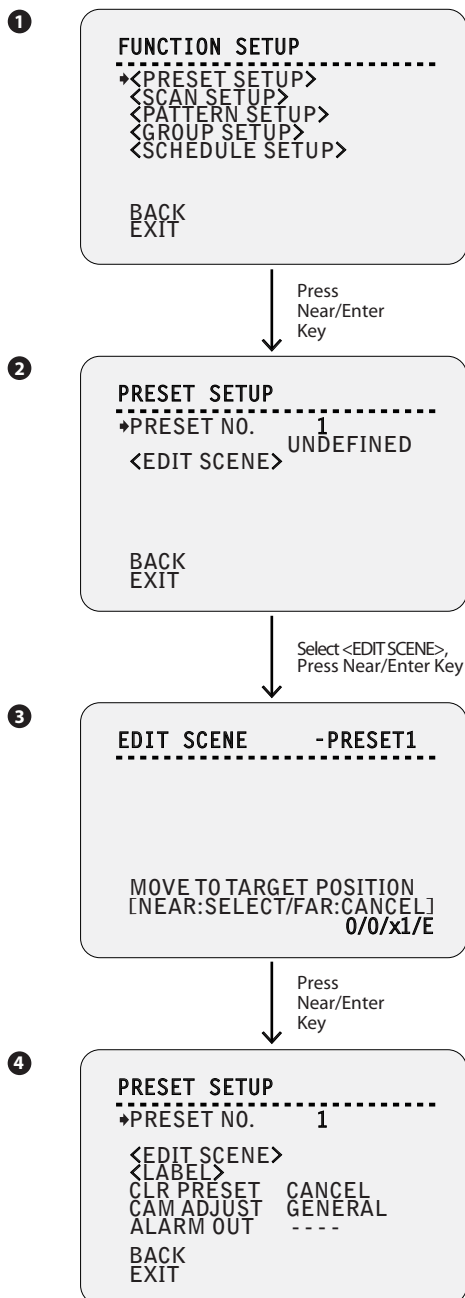 1
FUNCTION SETUP
<PRESET SETUP>
<SCAN SETUP>
<PATTERN SETUP>
<GROUP SETUP>
<SCHEDULE SETUP>
BACK
EXIT
Press
Near/Enter
Key
2
PRESET SETUP
PRESET NO. 1
UNDEFINED
<EDIT SCENE>
BACK
EXIT
Select <EDIT SCENE>,
Press Near/Enter Key
3
EDIT SCENE -PRESET1
MOVE TO TARGET POSITION
[NEAR:SELECT/FAR:CANCEL]
0/0/x1/E
Press
Near/Enter
Key
4
PRESET SETUP
PRESET NO. 1
<EDIT SCENE>
<LABEL>
CLR PRESET CANCEL
CAM ADJUST GENERAL
ALARM OUT ----
BACK
EXIT